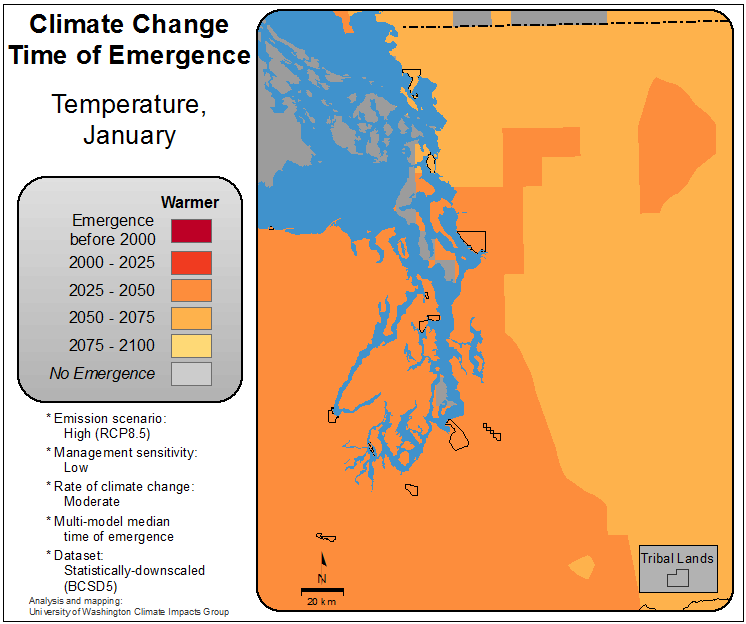 Climate Change
Time of Emergence
Temperature,
January
Warmer
Emergence
before 2000
2000 - 2025
2025 - 2050
2050 - 2075
2075 - 2100
No Emergence
* Emission scenario:
High (RCP8.5)
* Management sensitivity:
Low
* Rate of climate change:
Moderate
* Multi-model median
time of emergence
* Dataset:
Statistically-downscaled
(BCSD5)
Analysis and mapping:
University of Washington Climate Impacts Group
N
20 km
Tribal Lands